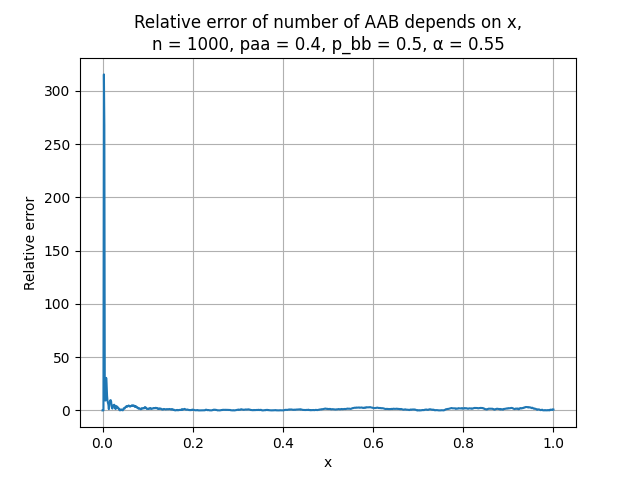 Relative error of number of AAB depends on x,
n = 1000, paa = 0.4, p_bb = 0.5, α = 0.55
300
250
200
150
100
50
0
Relative error
0.0 0.2 0.4 0.6 0.8 1.0
x